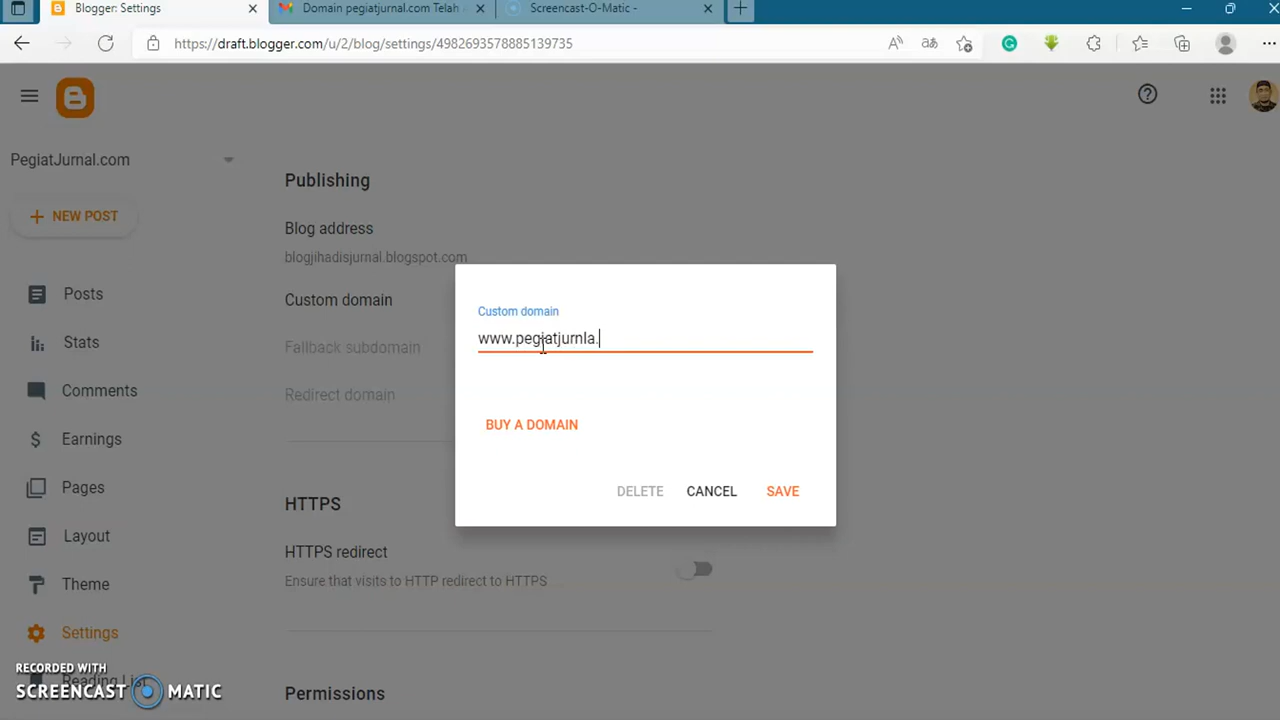 Blogger: Settings
Domain pegiatjurnal.com Telah
Screencast-O-Matic -
https://draft.blogger.com/u/2/blog/settings/4982693578885139735
PegiatJurnal.com
NEW POST
Posts
Stats
Comments
Earnings
Pages
Layout
Theme
Settings
Reading List
Publishing
Blog address
blogjihadisjurnal.blogspot.com
Custom domain
Fallback subdomain
Redirect domain
HTTPS
HTTPS redirect
Ensure that visits to HTTP redirect to HTTPS
Permissions
Custom domain
www.pegiatjurnla.
BUY A DOMAIN
DELETE CANCEL SAVE
RECORDED WITH
SCREENCAST MATIC